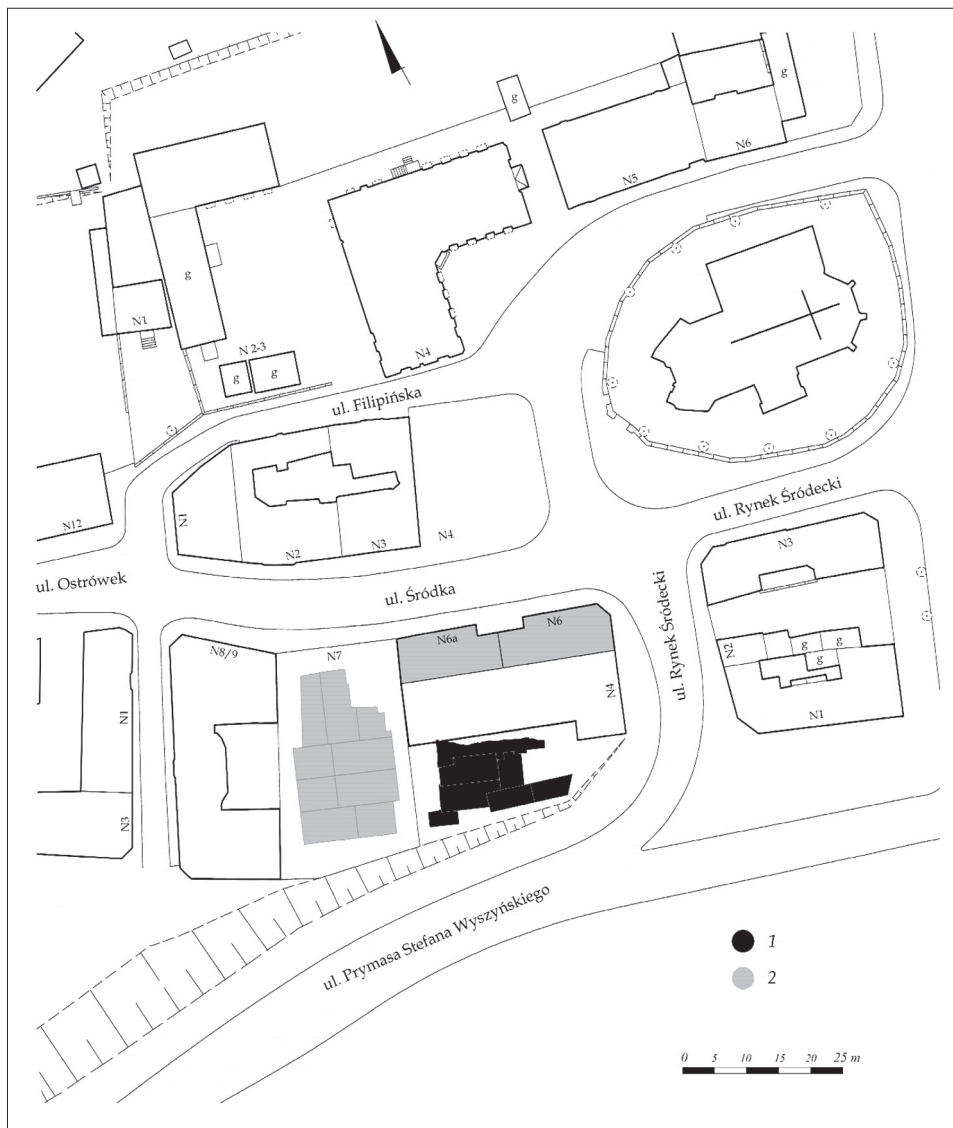 g
g
N6
N5
g
N1
N 2-3
g
g
N4
ul. Filipińska
N12
N1
N2
N3
N4
ul. Rynek Śródecki
N3
ul. Ostrówek
ul. Śródka
N8/9
N7
N6a
N6
N4
ul. Rynek Śródecki
N2
g
g
g
N1
N1
N3
ul. Prymasa Stefana Wyszyńskiego
1
2
0 5 10 15 20 25 m